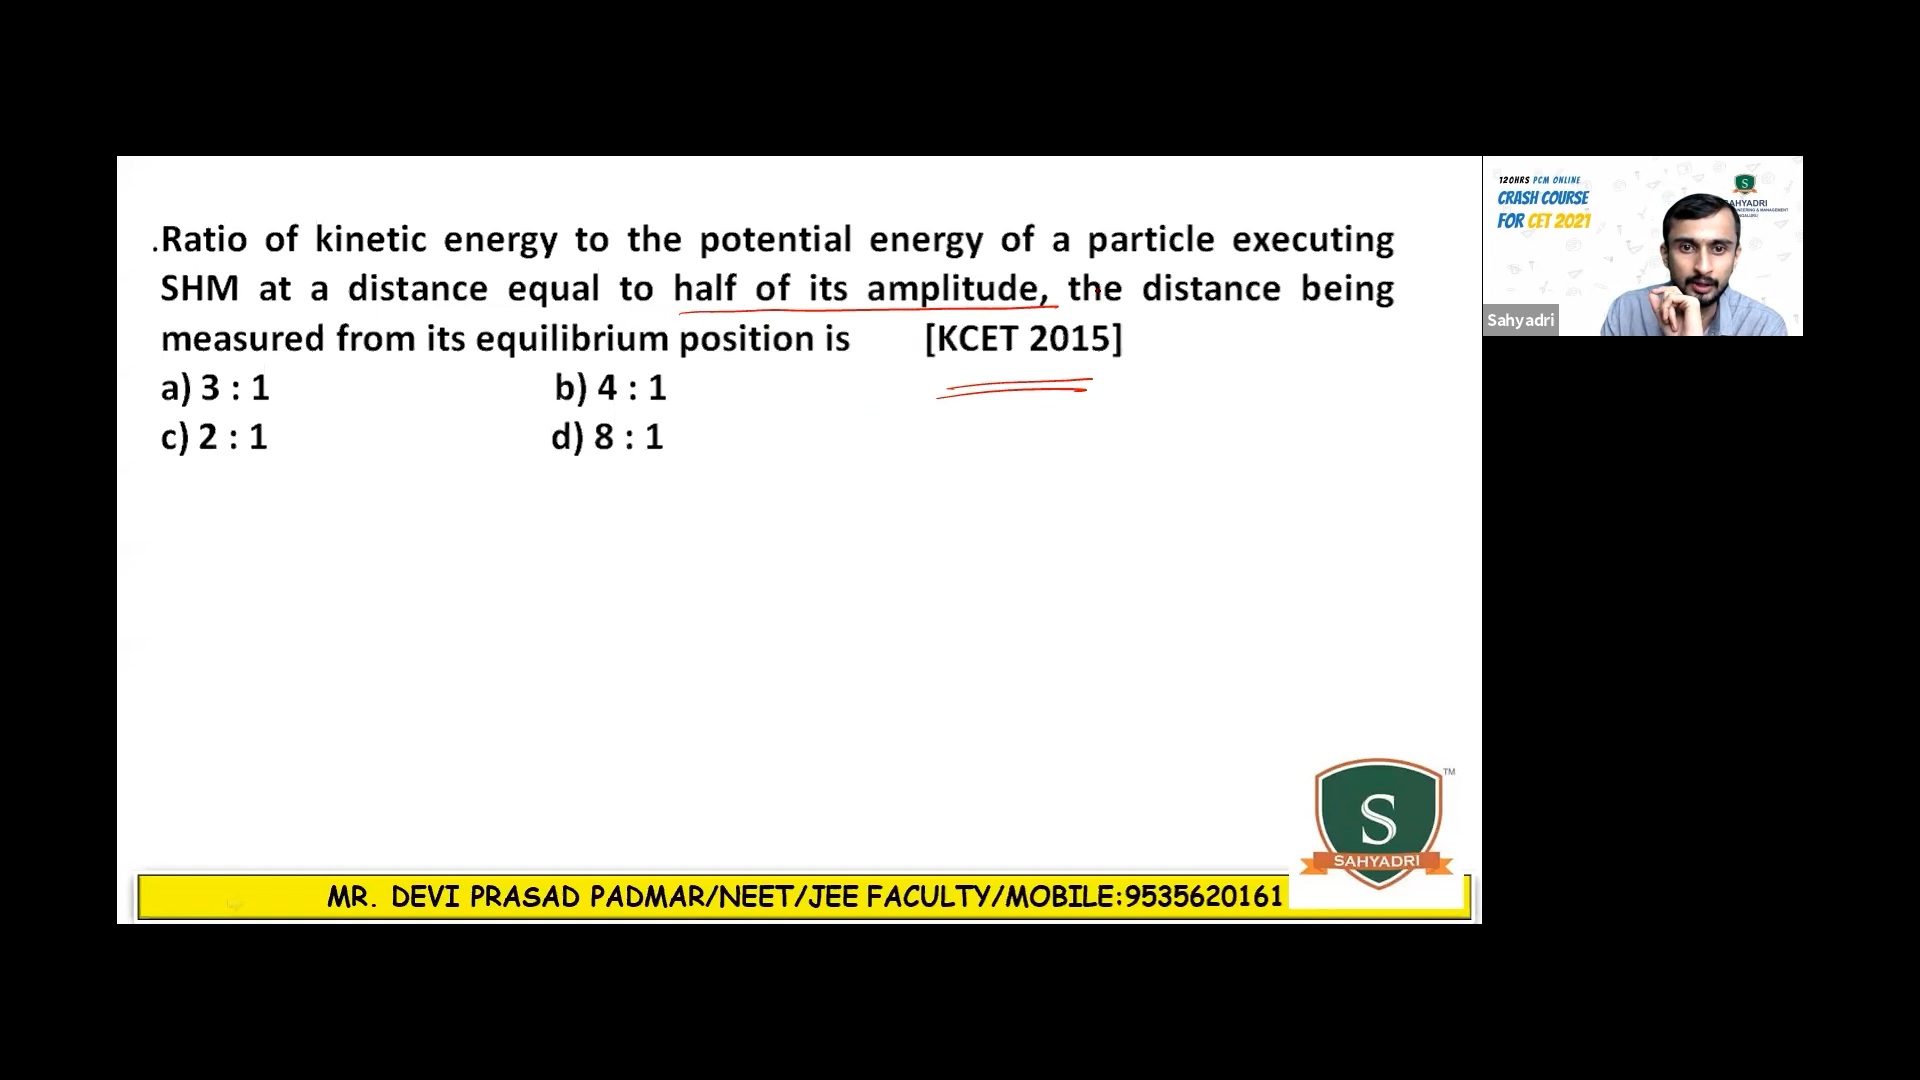 .Ratio of kinetic energy to the potential energy of a particle executing
SHM at a distance equal to half of its amplitude, the distance being
measured from its equilibrium position is [KCET 2015]
a) 3 : 1 b) 4 : 1
c) 2 : 1 d) 8 : 1
S
SAHYADRI
TM
MR. DEVI PRASAD PADMAR/NEET/JEE FACULTY/MOBILE:9535620161
120HRS PCM ONLINE
CRASH COURSE
FOR CET 2021
S
AHYADRI
Sahyadri